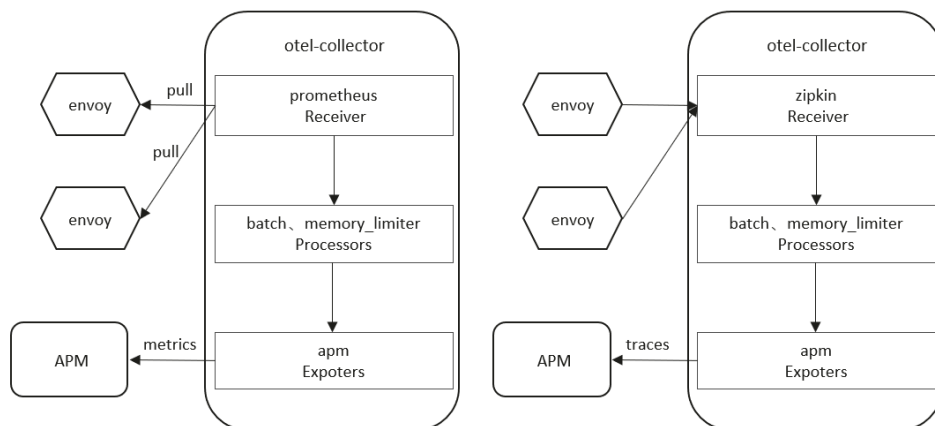 otel-collector
pull
envoy
prometheus
Receiver
pull
envoy
batch、memory_limiter
Processors
metrics
APM
apm
Expoters
otel-collector
envoy
zipkin
Receiver
envoy
batch、memory_limiter
Processors
traces
APM
apm
Expoters